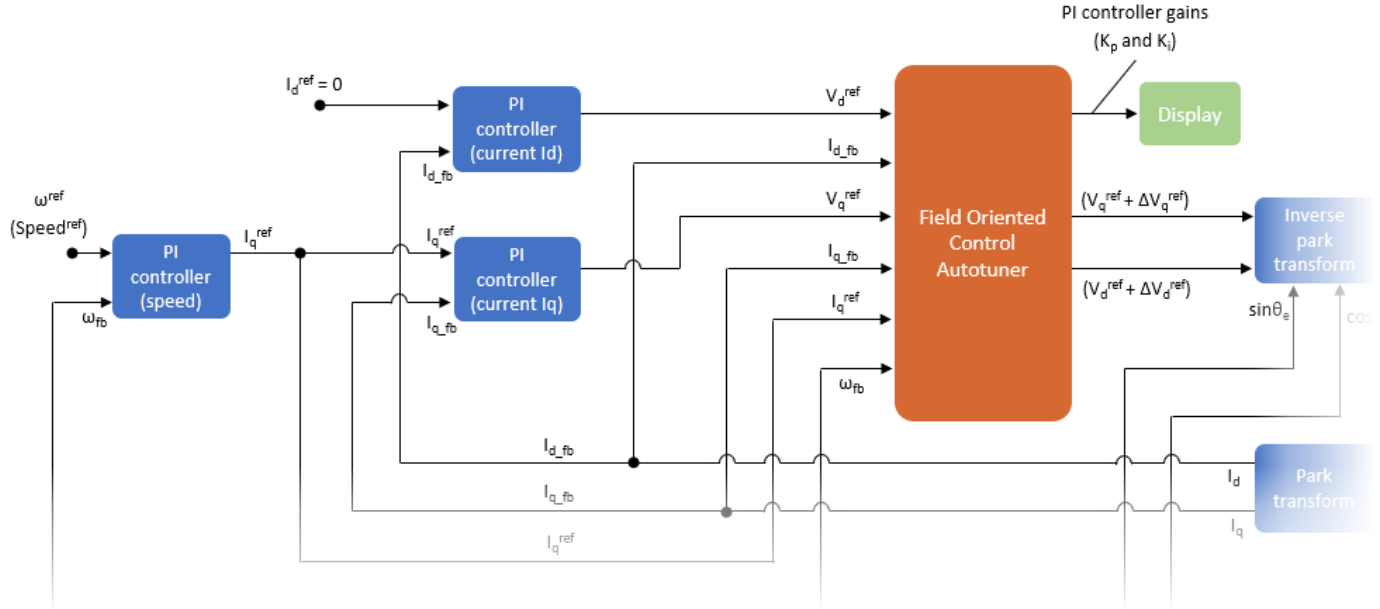 PI controller gains
(Kp and Ki)
Id^ref = 0
PI
controller
(current Id)
Id_fb
Vd^ref
Id_fb
Display
ω^ref
(Speed^ref)
PI
controller
(speed)
ωfb
Iq^ref
Iq^ref
PI
controller
(current Iq)
Iq_fb
Vq^ref
Iq_fb
Iq^ref
ωfb
Field Oriented
Control
Autotuner
(Vq^ref + ΔVq^ref)
(Vd^ref + ΔVd^ref)
Inverse
park
transform
sinθe
cos
Id_fb
Iq_fb
Iq^ref
Id
Iq
Park
transform